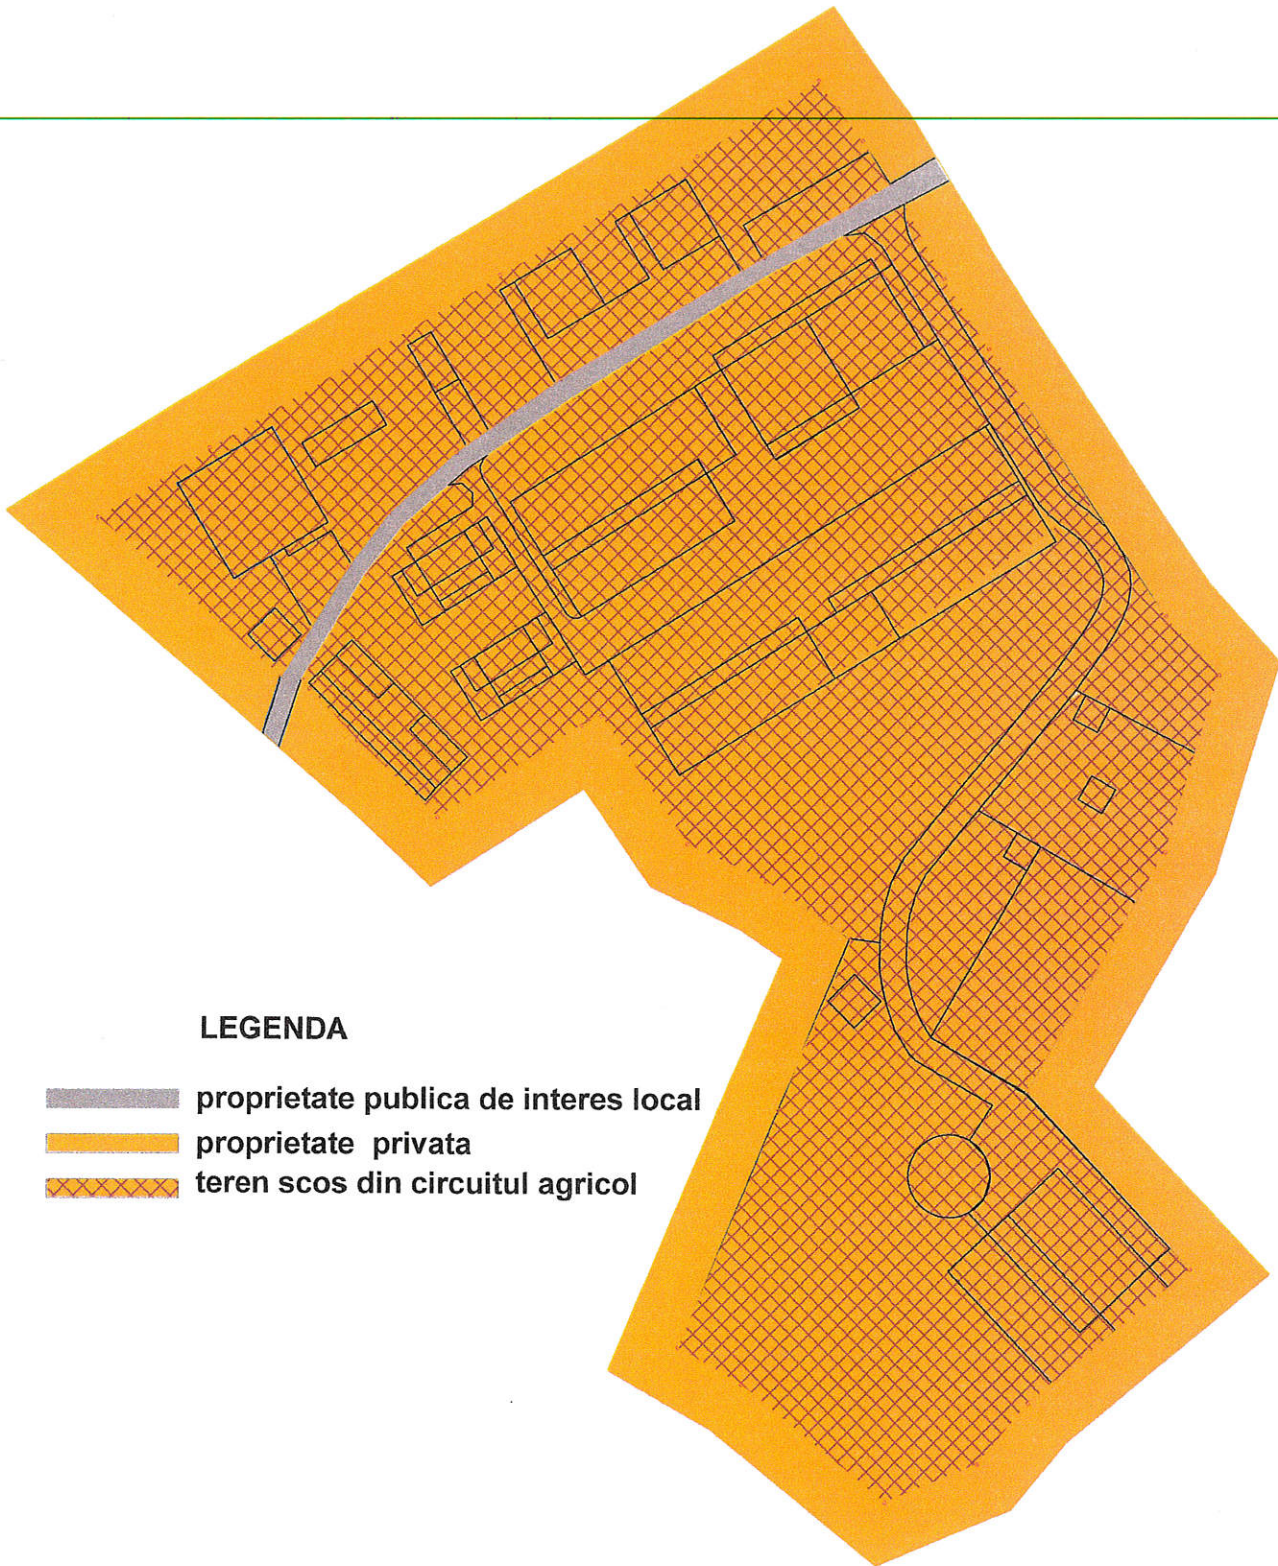 LEGENDA
proprietate publica de interes local
proprietate privata
teren scos din circuitul agricol